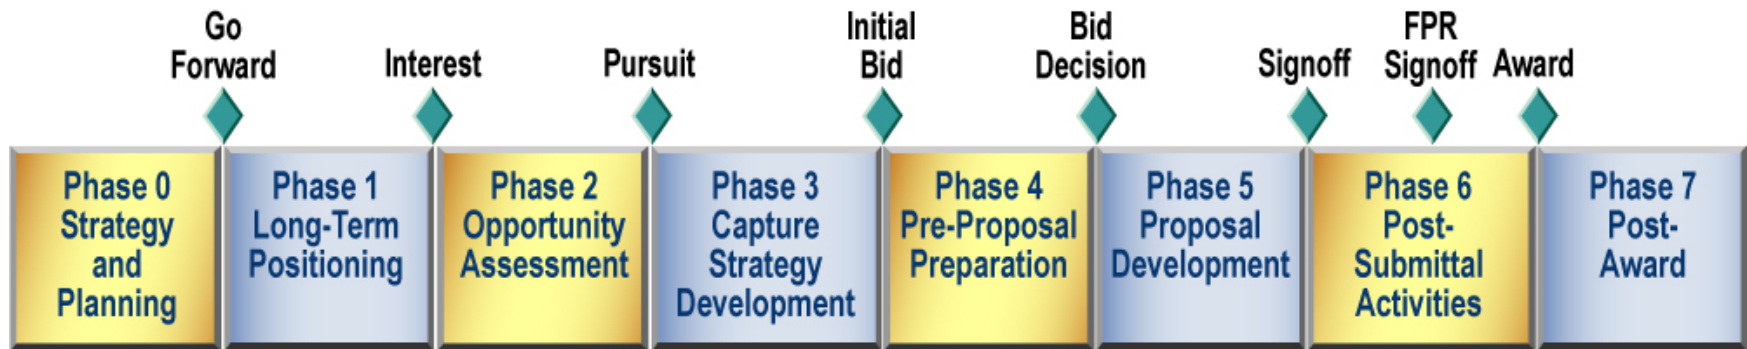 Go
Forward
Interest
Pursuit
Initial
Bid
Bid
Decision
Signoff
FPR
Signoff
Award
Phase 0
Strategy
and
Planning
Phase 1
Long-Term
Positioning
Phase 2
Opportunity
Assessment
Phase 3
Capture
Strategy
Development
Phase 4
Pre-Proposal
Preparation
Phase 5
Proposal
Development
Phase 6
Post-
Submittal
Activities
Phase 7
Post-
Award